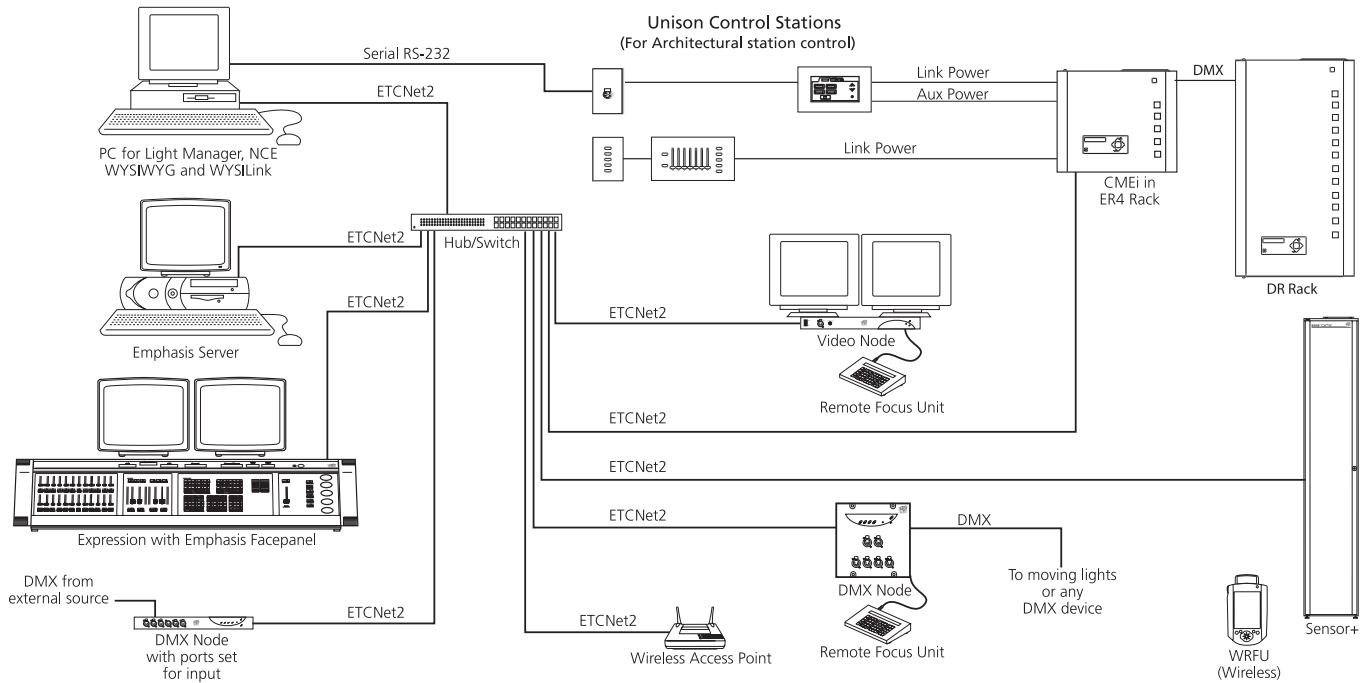 Unison Control Stations
(For Architectural station control)
Serial RS-232
ETCNet2
PC for Light Manager, NCE
WYSIWYG and WYSILink
Link Power
Aux Power
Link Power
CMEi in
ER4 Rack
DMX
DR Rack
ETCNet2
Emphasis Server
Hub/Switch
ETCNet2
Expression with Emphasis Facepanel
ETCNet2
Video Node
Remote Focus Unit
ETCNet2
ETCNet2
Sensor+
ETCNet2
DMX Node
Remote Focus Unit
DMX
To moving lights
or any
DMX device
DMX from
external source
ETCNet2
DMX Node
with ports set
for input
ETCNet2
Wireless Access Point
WRFU
(Wireless)